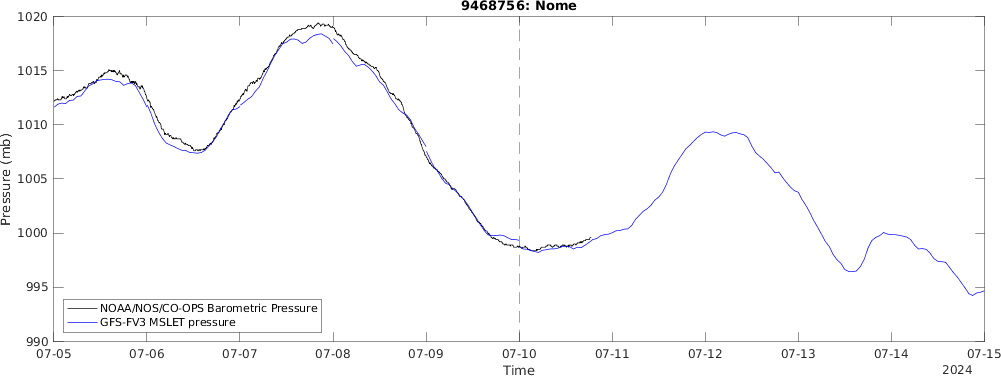 9468756: Nome
Pressure (mb)
1020
1015
1010
1005
1000
995
990
NOAA/NOS/CO-OPS Barometric Pressure
GFS-FV3 MSLET pressure
07-05 07-06 07-07 07-08 07-09 07-10 07-11 07-12 07-13 07-14 07-15
Time
2024